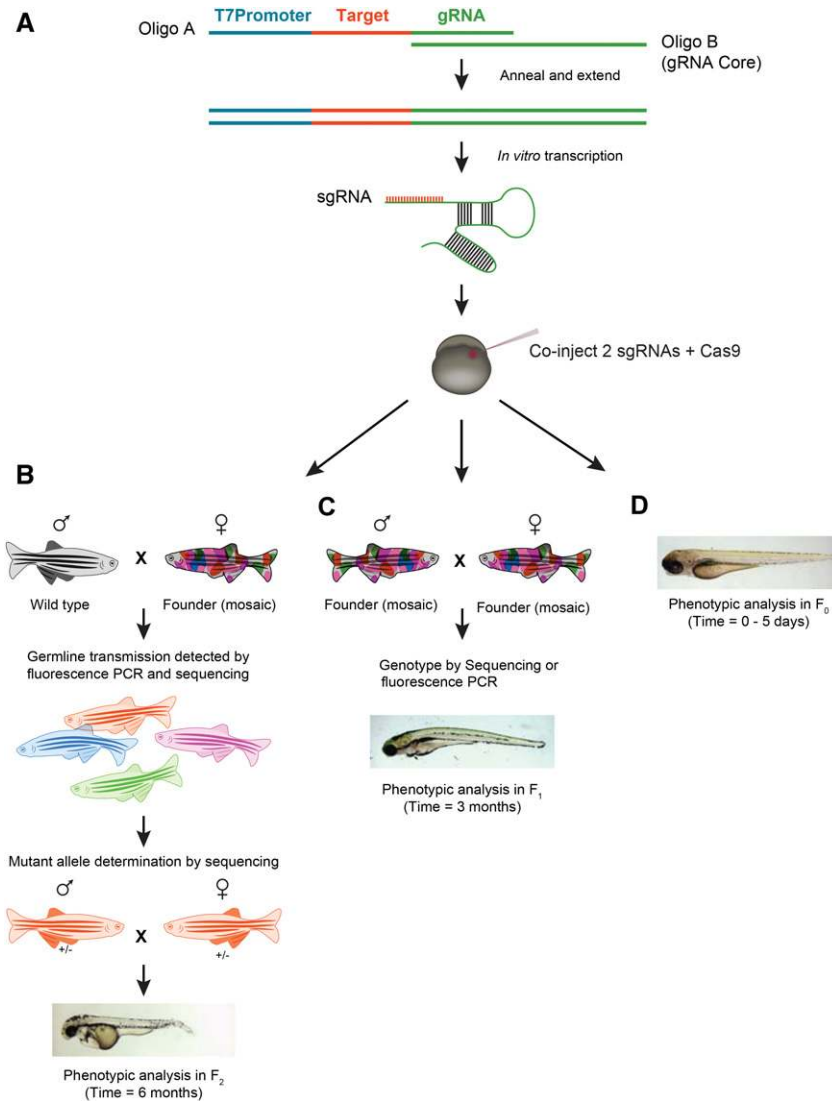 A
T7Promoter Target gRNA
Oligo A
Oligo B
(gRNA Core)
Anneal and extend
In vitro transcription
sgRNA
Co-inject 2 sgRNAs + Cas9
B
♂ ♀
X
Wild type Founder (mosaic)
Germline transmission detected by
fluorescence PCR and sequencing
Mutant allele determination by sequencing
♂ ♀
X
+/- +/-
Phenotypic analysis in F2
(Time = 6 months)
C
♂ ♀
X
Founder (mosaic) Founder (mosaic)
Genotype by Sequencing or
fluorescence PCR
Phenotypic analysis in F1
(Time = 3 months)
D
Phenotypic analysis in F0
(Time = 0 - 5 days)